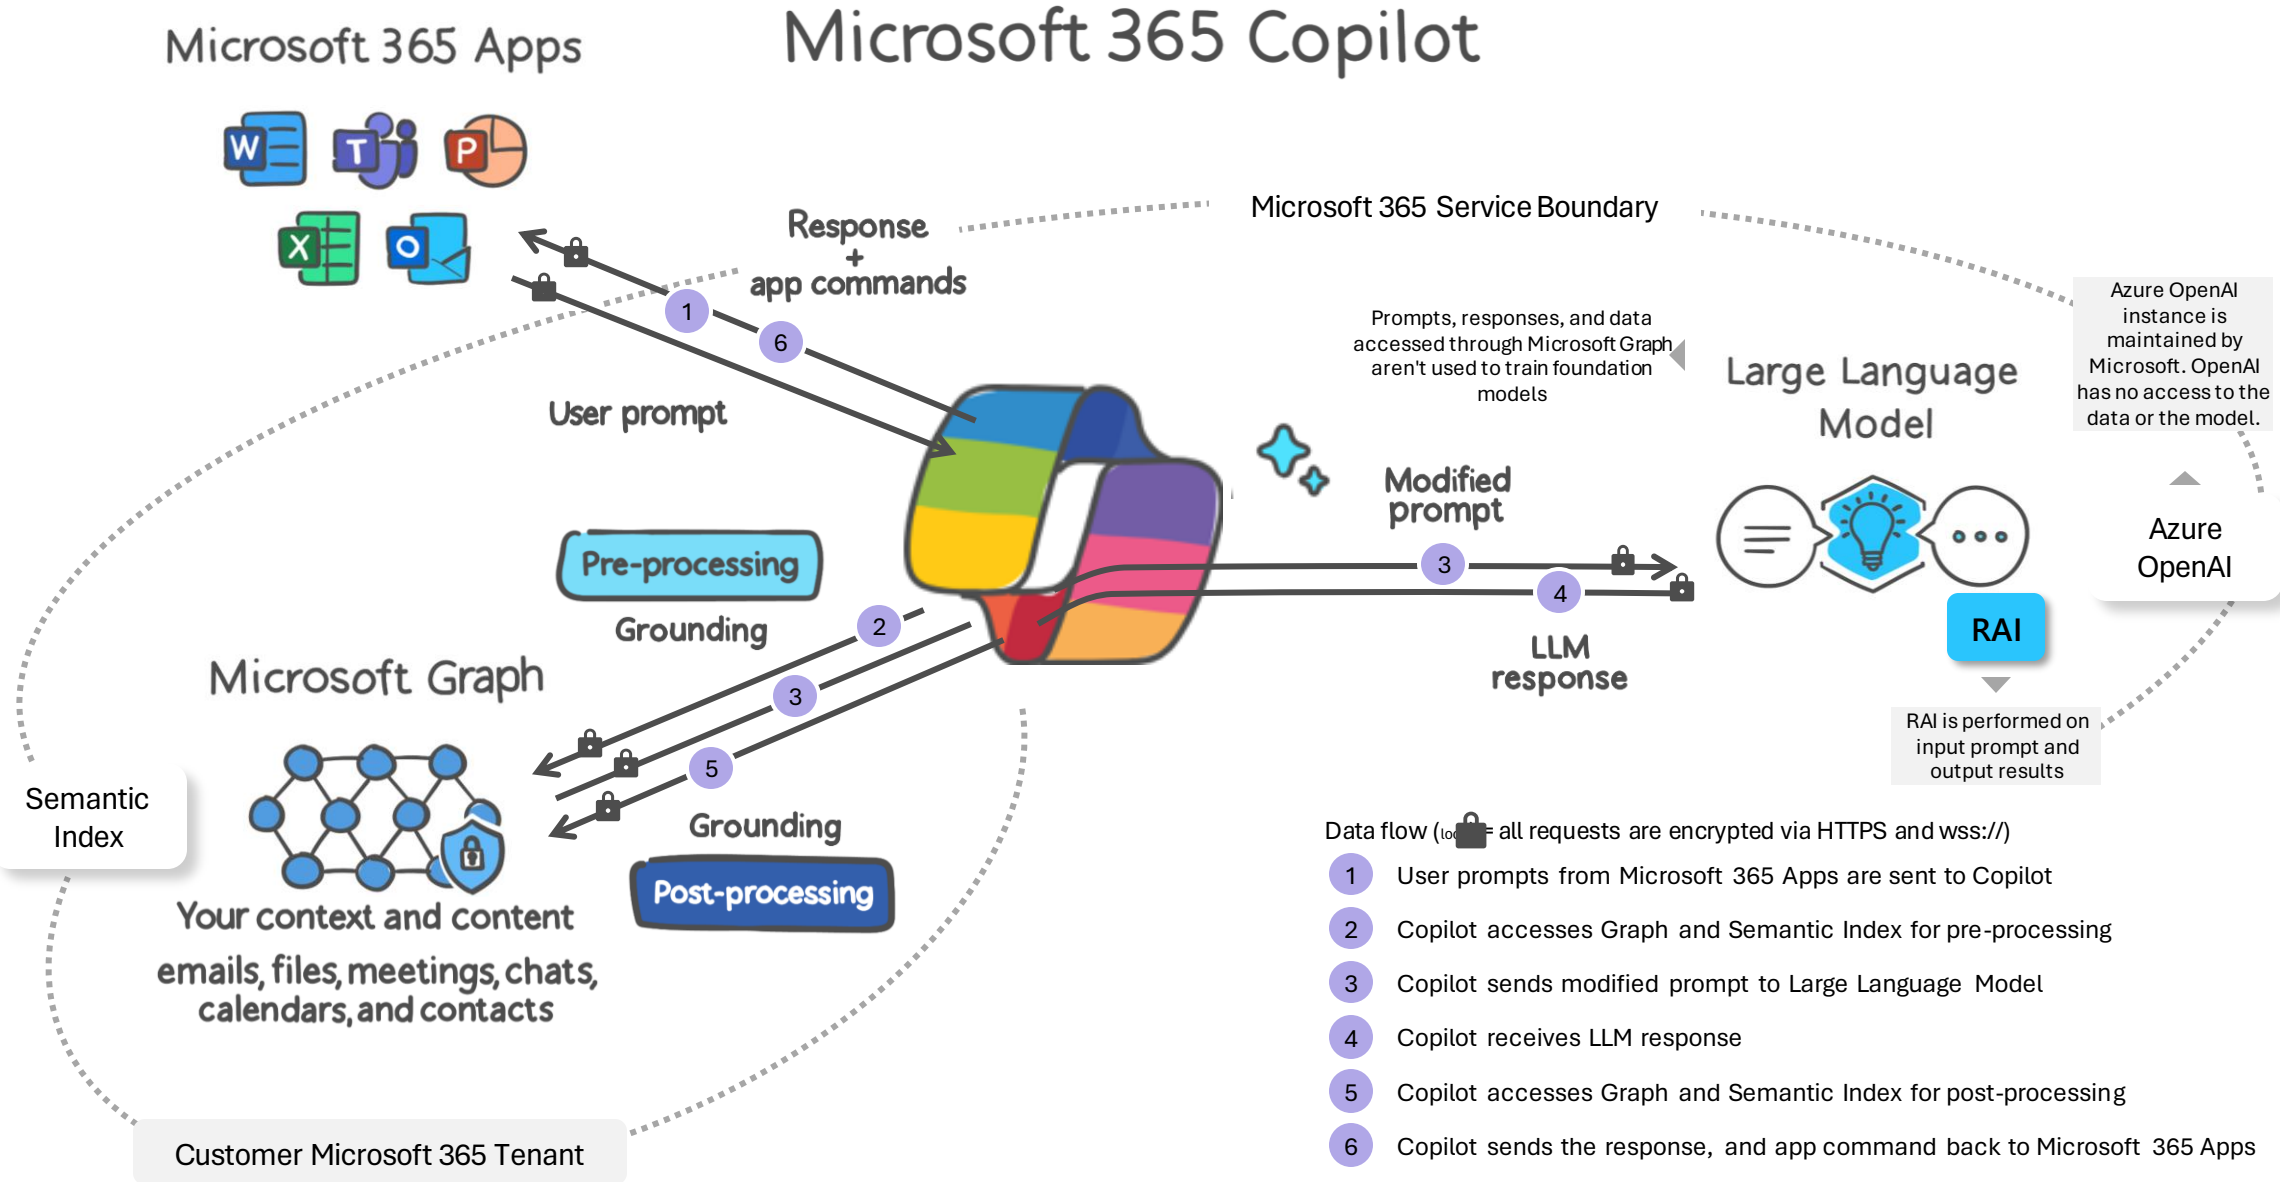 Microsoft 365 Copilot
Microsoft 365 Apps
W
T
P
X
O
Response
+
app commands
Microsoft 365 Service Boundary
1
6
User prompt
Prompts, responses, and data
accessed through Microsoft Graph
aren't used to train foundation
models
Large Language
Model
Azure OpenAI
instance is
maintained by
Microsoft. OpenAI
has no access to the
data or the model.
Modified
prompt
3
4
LLM
response
Azure
OpenAI
RAI
RAI is performed on
input prompt and
output results
Pre-processing
Grounding
2
3
5
Microsoft Graph
Semantic
Index
Grounding
Post-processing
Your context and content
emails, files, meetings, chats,
calendars, and contacts
Customer Microsoft 365 Tenant
Data flow ( = all requests are encrypted via HTTPS and wss://)
1 User prompts from Microsoft 365 Apps are sent to Copilot
2 Copilot accesses Graph and Semantic Index for pre-processing
3 Copilot sends modified prompt to Large Language Model
4 Copilot receives LLM response
5 Copilot accesses Graph and Semantic Index for post-processing
6 Copilot sends the response, and app command back to Microsoft 365 Apps